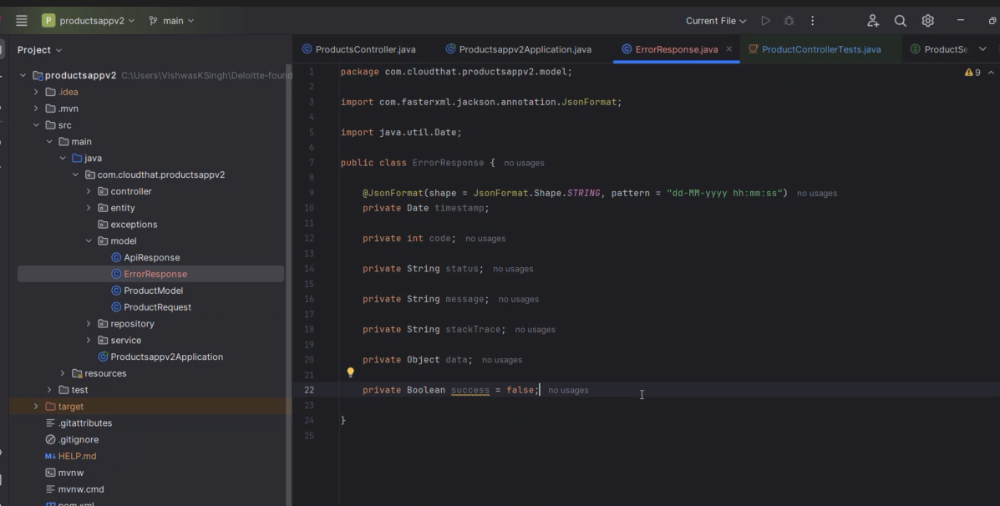 P productsappv2 main Current File
Project
ProductsController.java Productsappv2Application.java ErrorResponse.java ProductControllerTests.java ProductSe
productsappv2 C:\Users\VishwasKSingh\Deloitte-found
.idea
.mvn
src
main
java
com.cloudthat.productsappv2
controller
entity
exceptions
model
ApiResponse
ErrorResponse
ProductModel
ProductRequest
repository
service
Productsappv2Application
resources
test
target
.gitattributes
.gitignore
M↓ HELP.md
mvnw
mvnw.cmd
pom.xml
9
1 package com.cloudthat.productsappv2.model;
2
3 import com.fasterxml.jackson.annotation.JsonFormat;
4
5 import java.util.Date;
6
7 public class ErrorResponse { no usages
8
9 @JsonFormat(shape = JsonFormat.Shape.STRING, pattern = "dd-MM-yyyy hh:mm:ss") no usages
10 private Date timestamp;
11
12 private int code; no usages
13
14 private String status; no usages
15
16 private String message; no usages
17
18 private String stackTrace; no usages
19
20 private Object data; no usages
21
22 private Boolean success = false; no usages
23
24 }
25